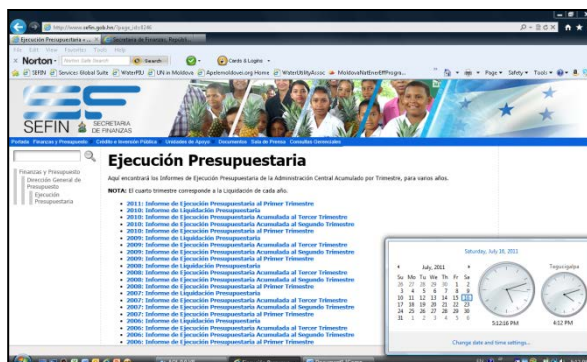 http://www.sefin.gob.hn/?page_id=8246
Ejecución Presupuestaria «...
Secretaria de Finanzas, Republi...
File Edit View Favorites Tools Help
Norton
Search
Cards & Logins
SEFIN
Services Global Suite
WaterPIU
UN in Moldova
Apelemoldovei.org Home
WaterUtilityAssoc
MoldovaNatEneEffProgra...
Page
Safety
Tools
SEFIN
SECRETARIA
DE FINANZAS
Portada Finanzas y Presupuesto Crédito e Inversión Pública Unidades de Apoyo Documentos Sala de Prensa Consultas Generales
Finanzas y Presupuesto
Dirección General de
Presupuesto
Ejecución
Presupuestaria
Ejecución Presupuestaria
Aquí encontrará los Informes de Ejecución Presupuestaria de la Administración Central Acumulado por Trimestre, para varios años.
NOTA: El cuarto trimestre corresponde a la Liquidación de cada año.
2011: Informe de Ejecución Presupuestaria al Primer Trimestre
2010: Informe de Liquidación Presupuestaria
2010: Informe de Ejecución Presupuestaria Acumulada al Tercer Trimestre
2010: Informe de Ejecución Presupuestaria Acumulada al Segundo Trimestre
2010: Informe de Ejecución Presupuestaria al Primer Trimestre
2009: Informe de Liquidación Presupuestaria
2009: Informe de Ejecución Presupuestaria Acumulada al Tercer Trimestre
2009: Informe de Ejecución Presupuestaria Acumulada al Segundo Trimestre
2009: Informe de Ejecución Presupuestaria al Primer Trimestre
2008: Informe de Liquidación Presupuestaria
2008: Informe de Ejecución Presupuestaria Acumulada al Tercer Trimestre
2008: Informe de Ejecución Presupuestaria Acumulada al Segundo Trimestre
2008: Informe de Ejecución Presupuestaria al Primer Trimestre
2007: Informe de Liquidación Presupuestaria
2007: Informe de Ejecución Presupuestaria Acumulada al Tercer Trimestre
2007: Informe de Ejecución Presupuestaria Acumulada al Segundo Trimestre
2007: Informe de Ejecución Presupuestaria al Primer Trimestre
2006: Informe de Liquidación Presupuestaria
2006: Informe de Ejecución Presupuestaria Acumulada al Tercer Trimestre
2006: Informe de Ejecución Presupuestaria Acumulada al Segundo Trimestre
Saturday, July 16, 2011
July, 2011
Su Mo Tu We Th Fr Sa
26 27 28 29 30 1 2
3 4 5 6 7 8 9
10 11 12 13 14 15 16
17 18 19 20 21 22 23
24 25 26 27 28 29 30
31 1 2 3 4 5 6
5:12:16 PM
Tegucigalpa
4:12 PM
Change date and time settings...